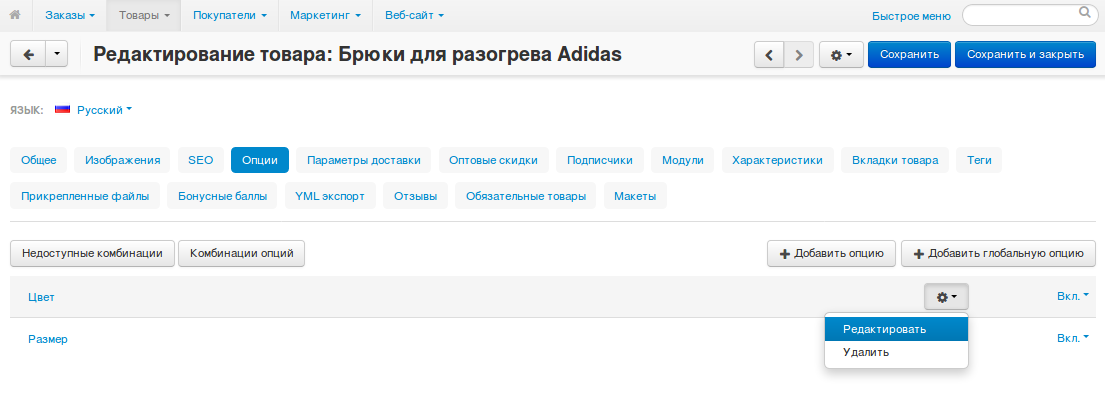 Заказы Товары Покупатели Маркетинг Веб-сайт Быстрое меню
Редактирование товара: Брюки для разогрева Adidas Сохранить Сохранить и закрыть
ЯЗЫК: Русский
Общее Изображения SEO Опции Параметры доставки Оптовые скидки Подписчики Модули Характеристики Вкладки товара Теги
Прикрепленные файлы Бонусные баллы YML экспорт Отзывы Обязательные товары Макеты
Недоступные комбинации Комбинации опций Добавить опцию Добавить глобальную опцию
Цвет Вкл.
Редактировать
Размер Вкл.
Удалить